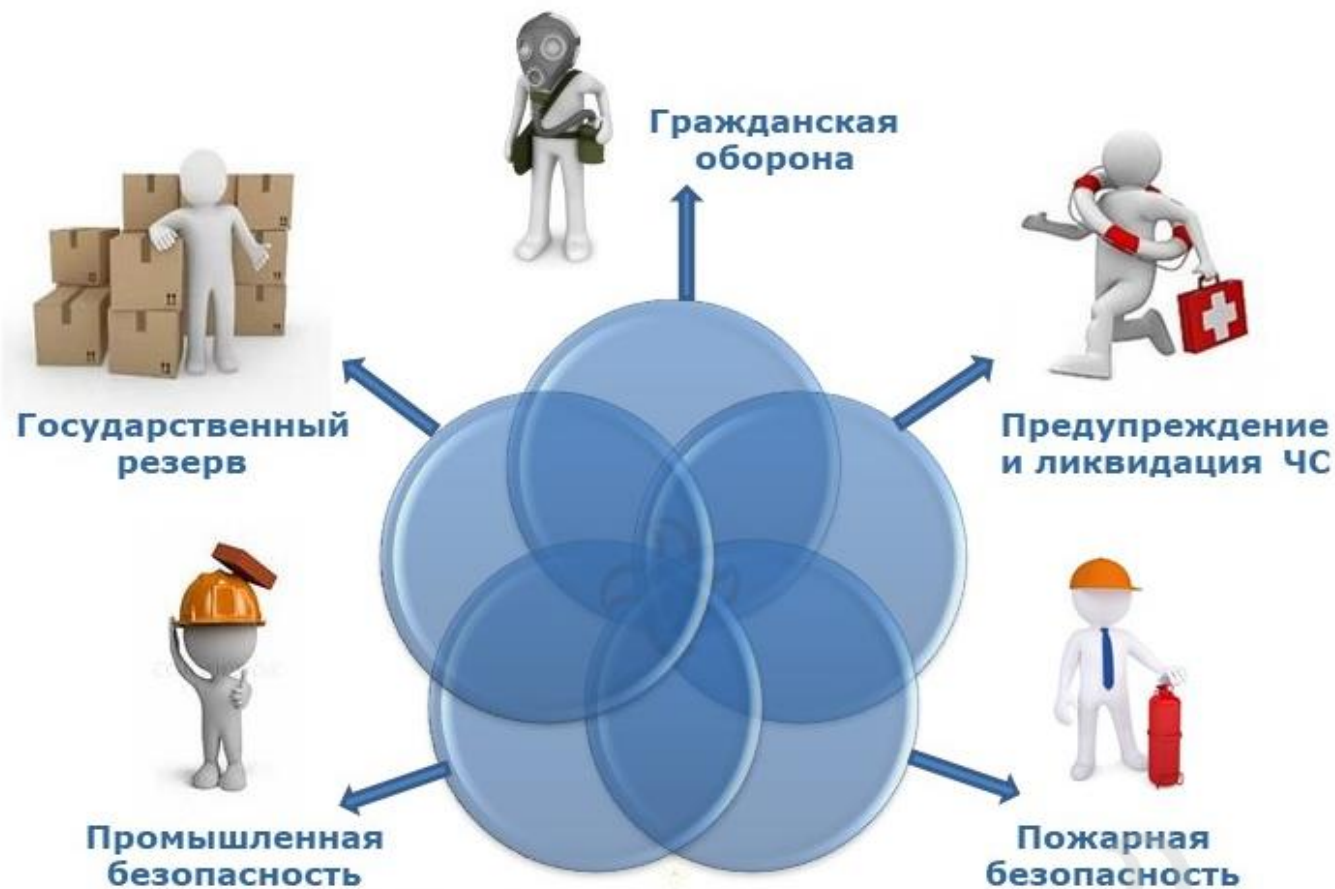 Гражданская
оборона
Государственный
резерв
Предупреждение
и ликвидация ЧС
Промышленная
безопасность
Пожарная
безопасность